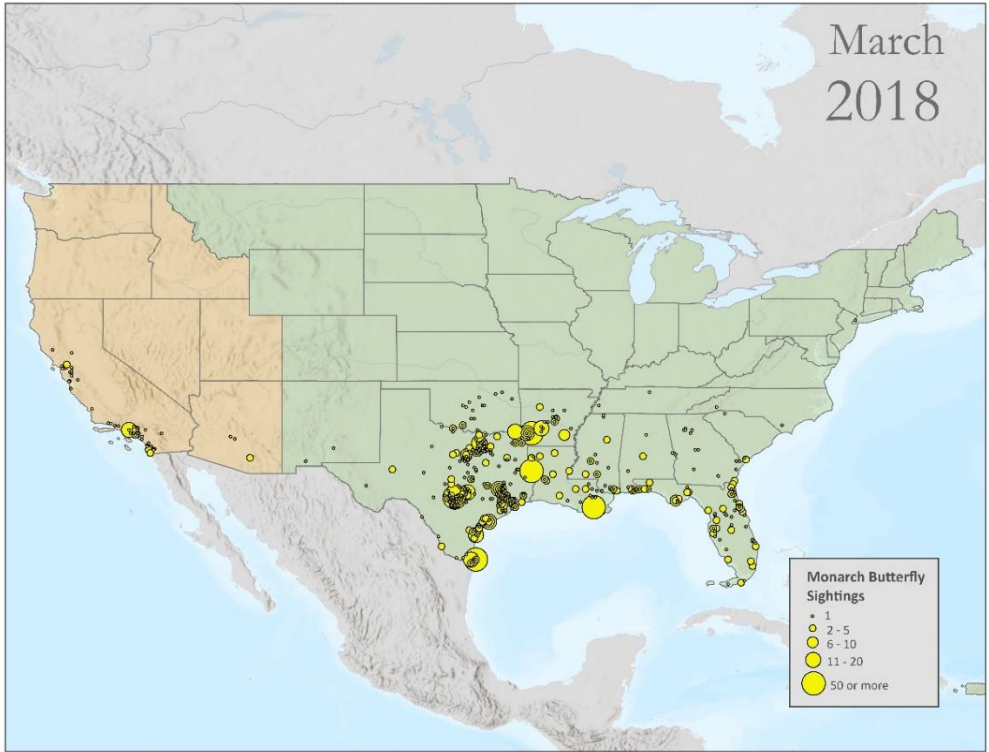 March
2018
Monarch Butterfly
Sightings
1
2 - 5
6 - 10
11 - 20
50 or more